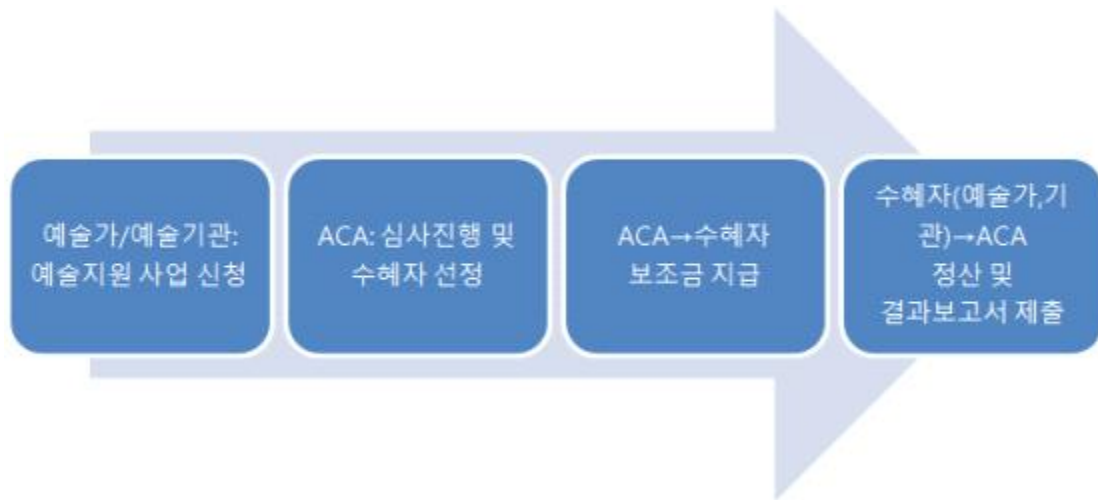 예술가/예술기관:
예술지원 사업 신청
ACA: 심사진행 및
수혜자 선정
ACA→수혜자
보조금 지급
수혜자(예술가,기
관)→ACA
정산 및
결과보고서 제출